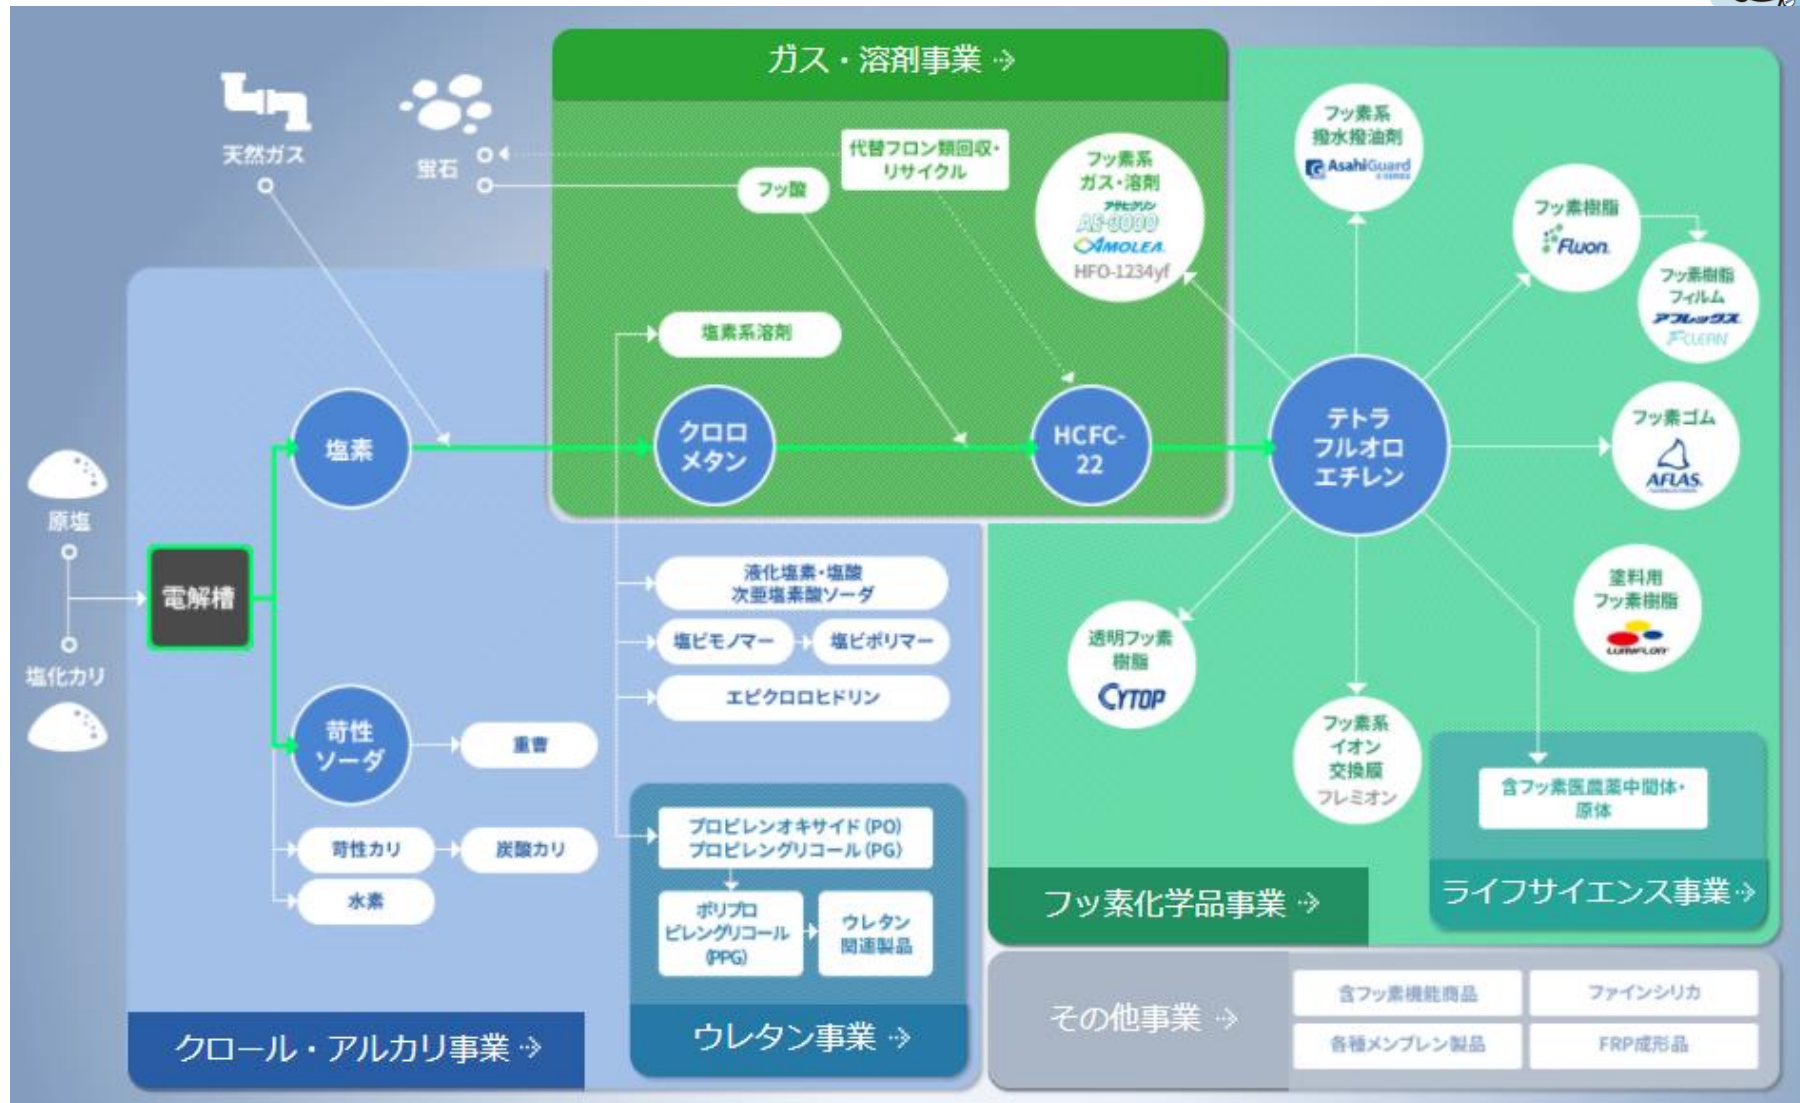 ガス・溶剤事業
天然ガス
蛍石
フッ酸
代替フロン類回収・
リサイクル
フッ素系
ガス・溶剤
アサヒクリン
AE-3000
AMOLEA
HFO-1234yf
フッ素系
撥水撥油剤
AsahiGuard
フッ素樹脂
Fluon
フッ素樹脂
フィルム
アフレックス
F-CLEAN
塩素系溶剤
塩素
クロロ
メタン
HCFC-
22
テトラ
フルオロ
エチレン
フッ素ゴム
AFLAS
原塩
塩化カリ
電解槽
液化塩素・塩酸
次亜塩素酸ソーダ
塩ビモノマー
塩ビポリマー
エピクロロヒドリン
透明フッ素
樹脂
CYTOP
塗料用
フッ素樹脂
LUMIFLON
苛性
ソーダ
重曹
フッ素系
イオン
交換膜
フレミオン
含フッ素医農薬中間体・
原体
苛性カリ
炭酸カリ
水素
プロピレンオキサイド(PO)
プロピレングリコール(PG)
ポリプロ
ピレングリコール
(PPG)
ウレタン
関連製品
フッ素化学品事業
ライフサイエンス事業
クロール・アルカリ事業
ウレタン事業
その他事業
含フッ素機能商品
ファインシリカ
各種メンブレン製品
FRP成形品